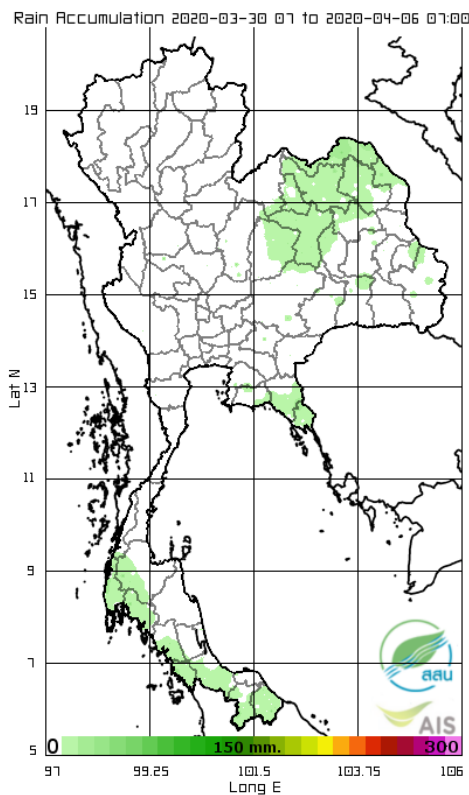 Rain Accumulation 2020-03-30 07 to 2020-04-06 07:00
19
17
15
13
11
9
7
5
Lat N
สสน
AIS
0 150 mm. 300
97 99.25 101.5 103.75 106
Long E